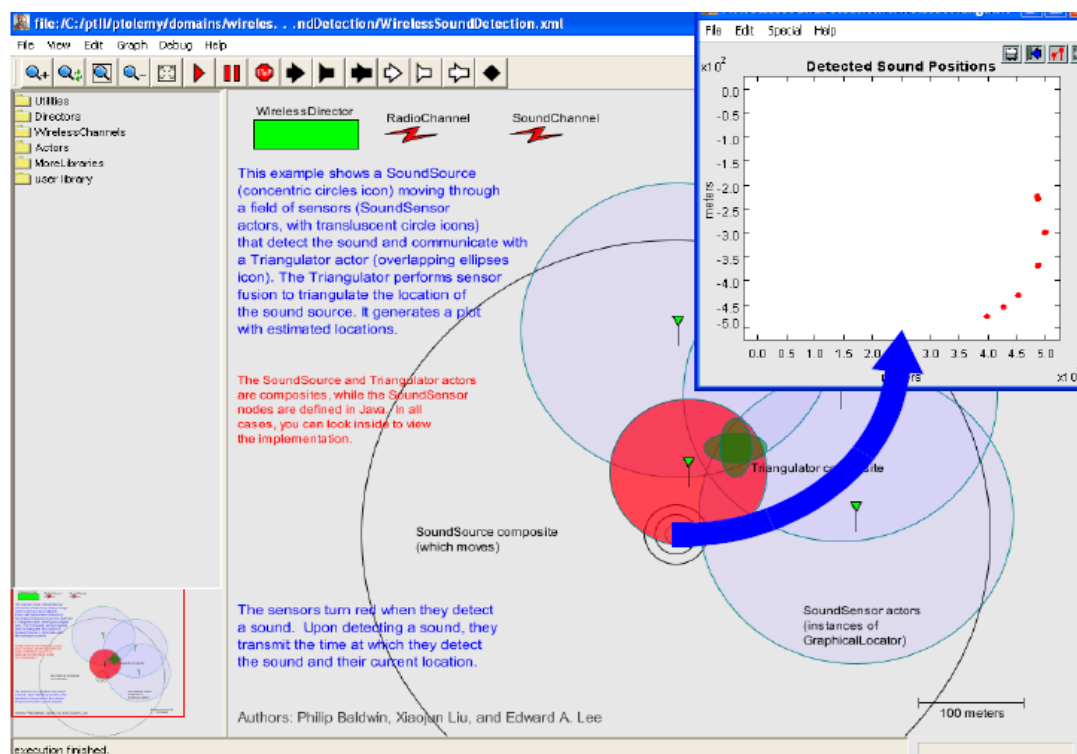 file:/C:/ptII/ptolemy/domains/wireles. . .ndDetection/WirelessSoundDetection.xml
File View Edit Graph Debug Help
Utilities
Directors
WirelessChannels
Actors
MoreLibraries
user library
WirelessDirector
RadioChannel
SoundChannel
This example shows a SoundSource
(concentric circles icon) moving through
a field of sensors (SoundSensor
actors, with transluscent circle icons)
that detect the sound and communicate with
a Triangulator actor (overlapping ellipses
icon). The Triangulator performs sensor
fusion to triangulate the location of
the sound source. It generates a plot
with estimated locations.
The SoundSource and Triangulator actors
are composites, while the SoundSensor
nodes are defined in Java. In all
cases, you can look inside to view
the implementation.
SoundSource composite
(which moves)
Triangulator composite
The sensors turn red when they detect
a sound. Upon detecting a sound, they
transmit the time at which they detect
the sound and their current location.
SoundSensor actors
(instances of
GraphicalLocator)
100 meters
Authors: Philip Baldwin, Xiaojun Liu, and Edward A. Lee
execution finished.
File Edit Special Help
Detected Sound Positions
x10²
0.0
-0.5
-1.0
-1.5
-2.0
-2.5
-3.0
-3.5
-4.0
-4.5
-5.0
meters
0.0 0.5 1.0 1.5 2.0 3.0 3.5 4.0 4.5 5.0
x10